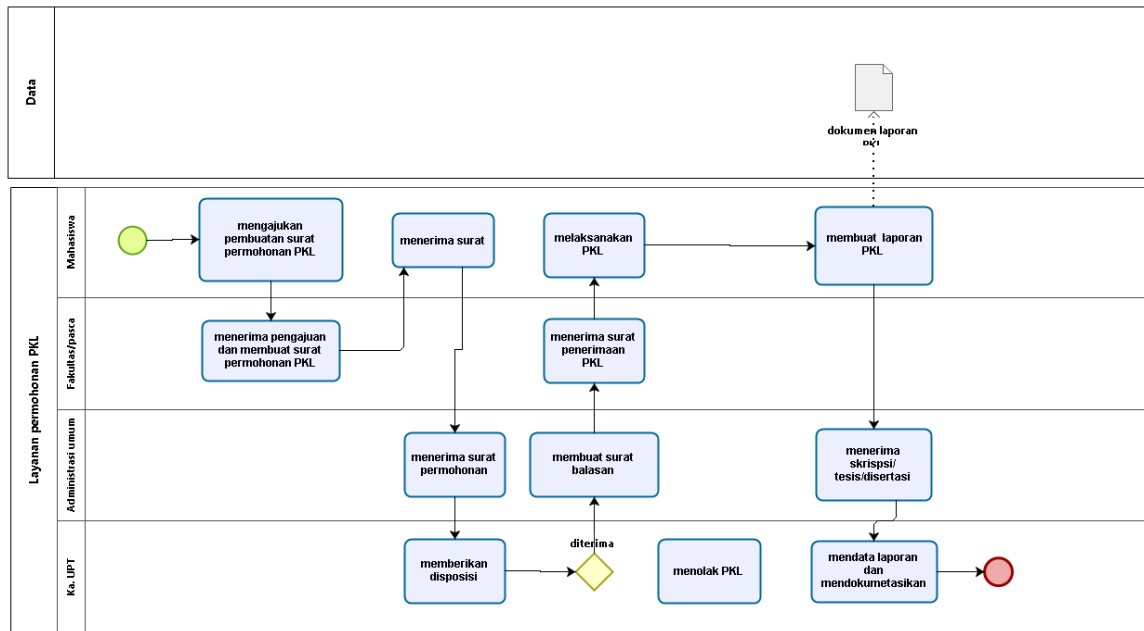 Data
dokumen laporan
PKL
Layanan permohonan PKL
Mahasiswa
mengajukan
pembuatan surat
permohonan PKL
menerima surat
melaksanakan
PKL
membuat laporan
PKL
Fakultas/pasca
menerima pengajuan
dan membuat surat
permohonan PKL
menerima surat
penerimaan
PKL
Administrasi umum
menerima surat
permohonan
membuat surat
balasan
menerima
skrispsi/
tesis/disertasi
Ka. UPT
memberikan
disposisi
diterima
menolak PKL
mendata laporan
dan
mendokumetasikan